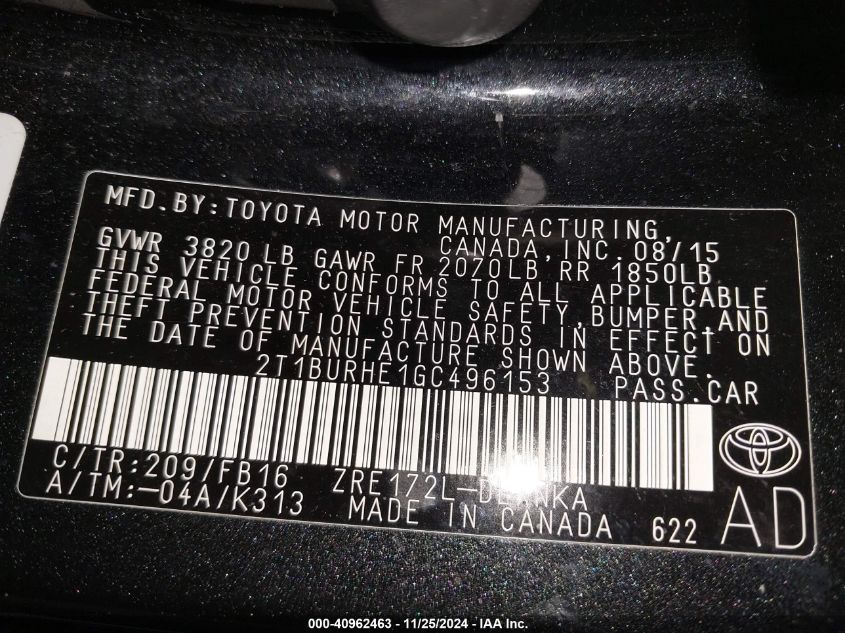 MFD.BY:TOYOTA MOTOR MANUFACTURING,
CANADA,INC. 08/15
GVWR 3820LB GAWR FR 2070LB RR 1850LB
THIS VEHICLE CONFORMS TO ALL APPLICABLE
FEDERAL MOTOR VEHICLE SAFETY,BUMPER,AND
THEFT PREVENTION STANDARDS IN EFFECT ON
THE DATE OF MANUFACTURE SHOWN ABOVE.
2T1BURHE1GC496153 PASS.CAR
C/TR:209/FB16
A/TM:-04A/K313 MADE IN CANADA 622 AD
000-40962463 - 11/25/2024 - IAA Inc.